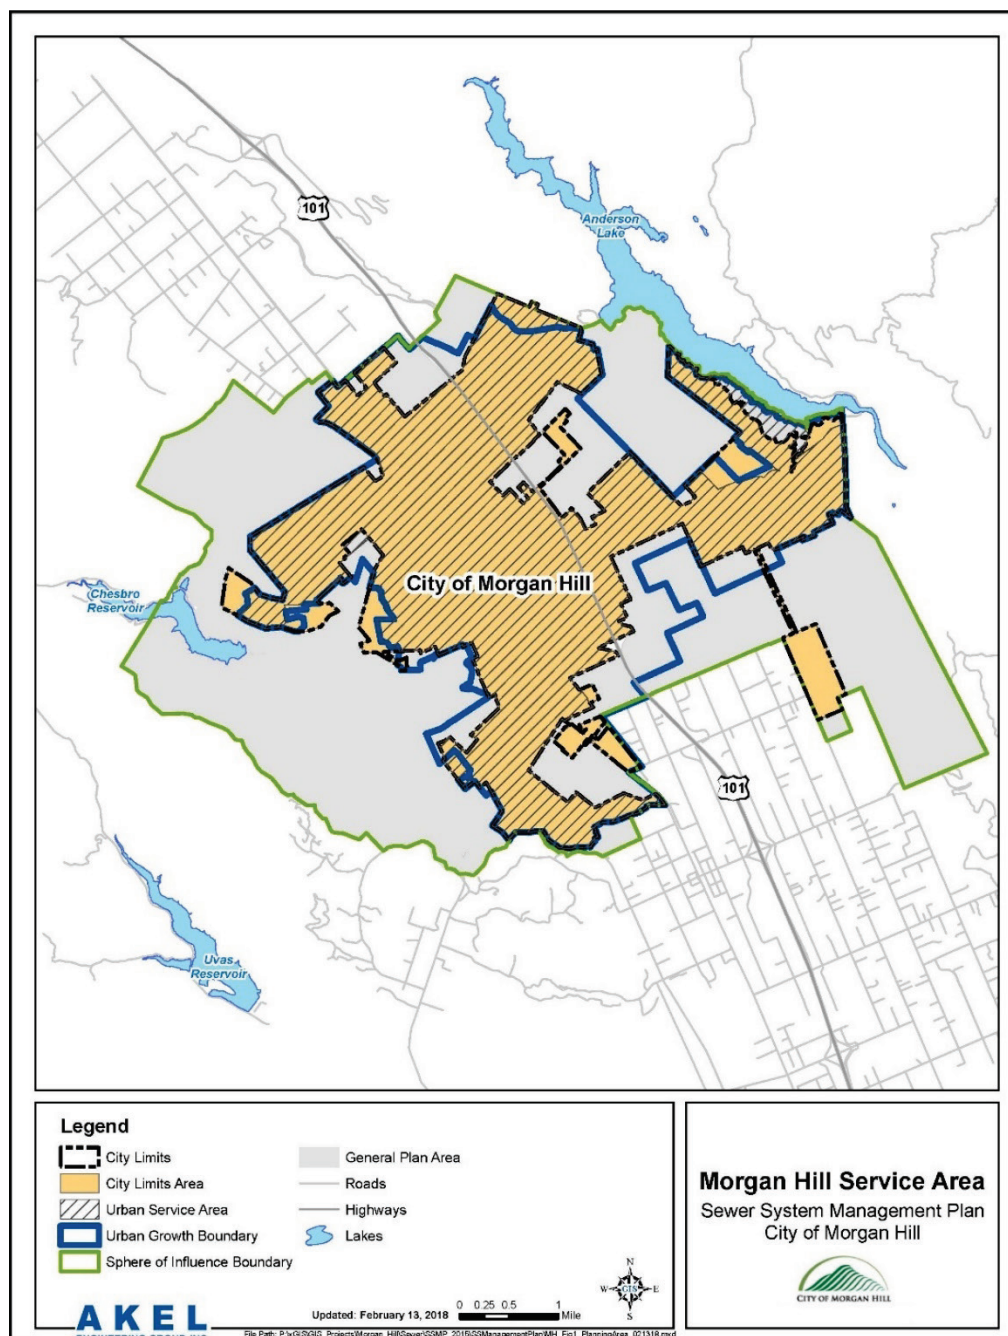 101
Anderson
Lake
City of Morgan Hill
Chesbro
Reservoir
101
Uvas
Reservoir
Legend
City Limits
City Limits Area
Urban Service Area
Urban Growth Boundary
Sphere of Influence Boundary
General Plan Area
Roads
Highways
Lakes
N
W GIS E
S
Updated: February 13, 2018
0 0.25 0.5 1
Mile
AKEL
Morgan Hill Service Area
Sewer System Management Plan
City of Morgan Hill
CITY OF MORGAN HILL